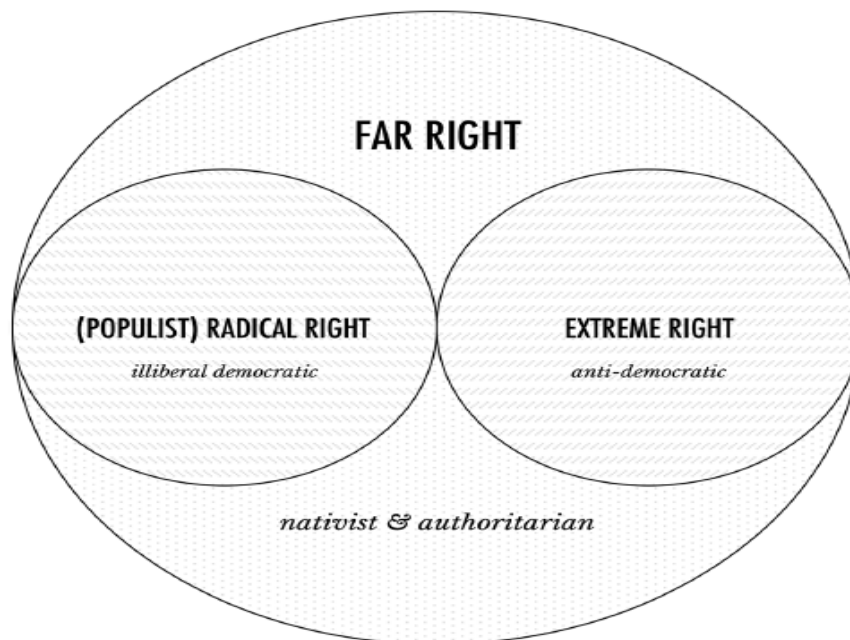 FAR RIGHT
(POPULIST) RADICAL RIGHT
illiberal democratic
EXTREME RIGHT
anti-democratic
nativist & authoritarian